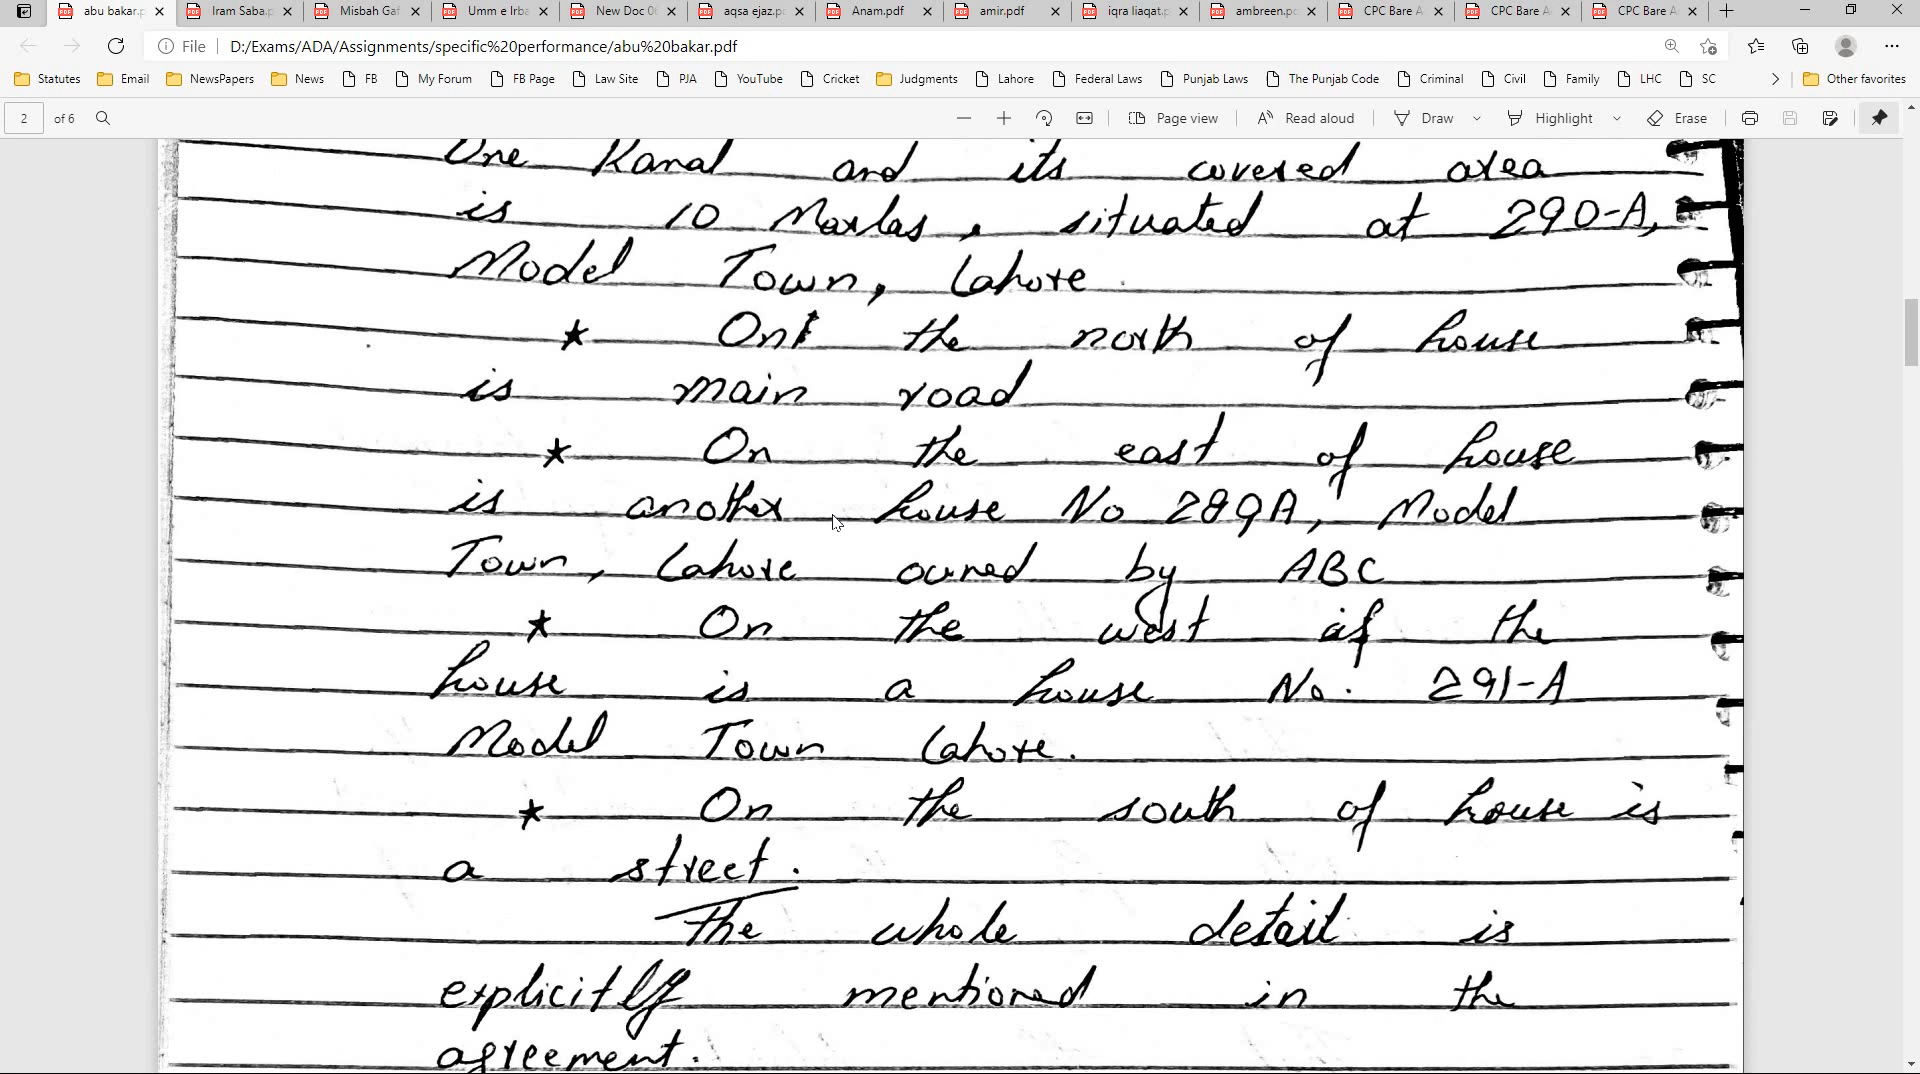 abu bakar.p
Iram Saba.p
Misbah Gaf
Umm e Irba
New Doc 0
aqsa ejaz.p
Anam.pdf
amir.pdf
iqra liaqat.p
ambreen.p
CPC Bare A
CPC Bare A
CPC Bare A
File D:/Exams/ADA/Assignments/specific%20performance/abu%20bakar.pdf
Statutes Email NewsPapers News FB My Forum FB Page Law Site PJA YouTube Cricket Judgments Lahore Federal Laws Punjab Laws The Punjab Code Criminal Civil Family LHC SC Other favorites
2 of 6 Page view Read aloud Draw Highlight Erase
One Kanal and its covered area
is 10 Marlas, situated at 290-A,
Model Town, Lahore.
★ On the north of house
is main road
★ On the east of house
is another house No 289A, Model
Town, Lahore owned by ABC
★ On the west of the
house is a house No. 291-A
Model Town Lahore.
★ On the south of house is
a street.
The whole detail is
explicitly mentioned in the
agreement.